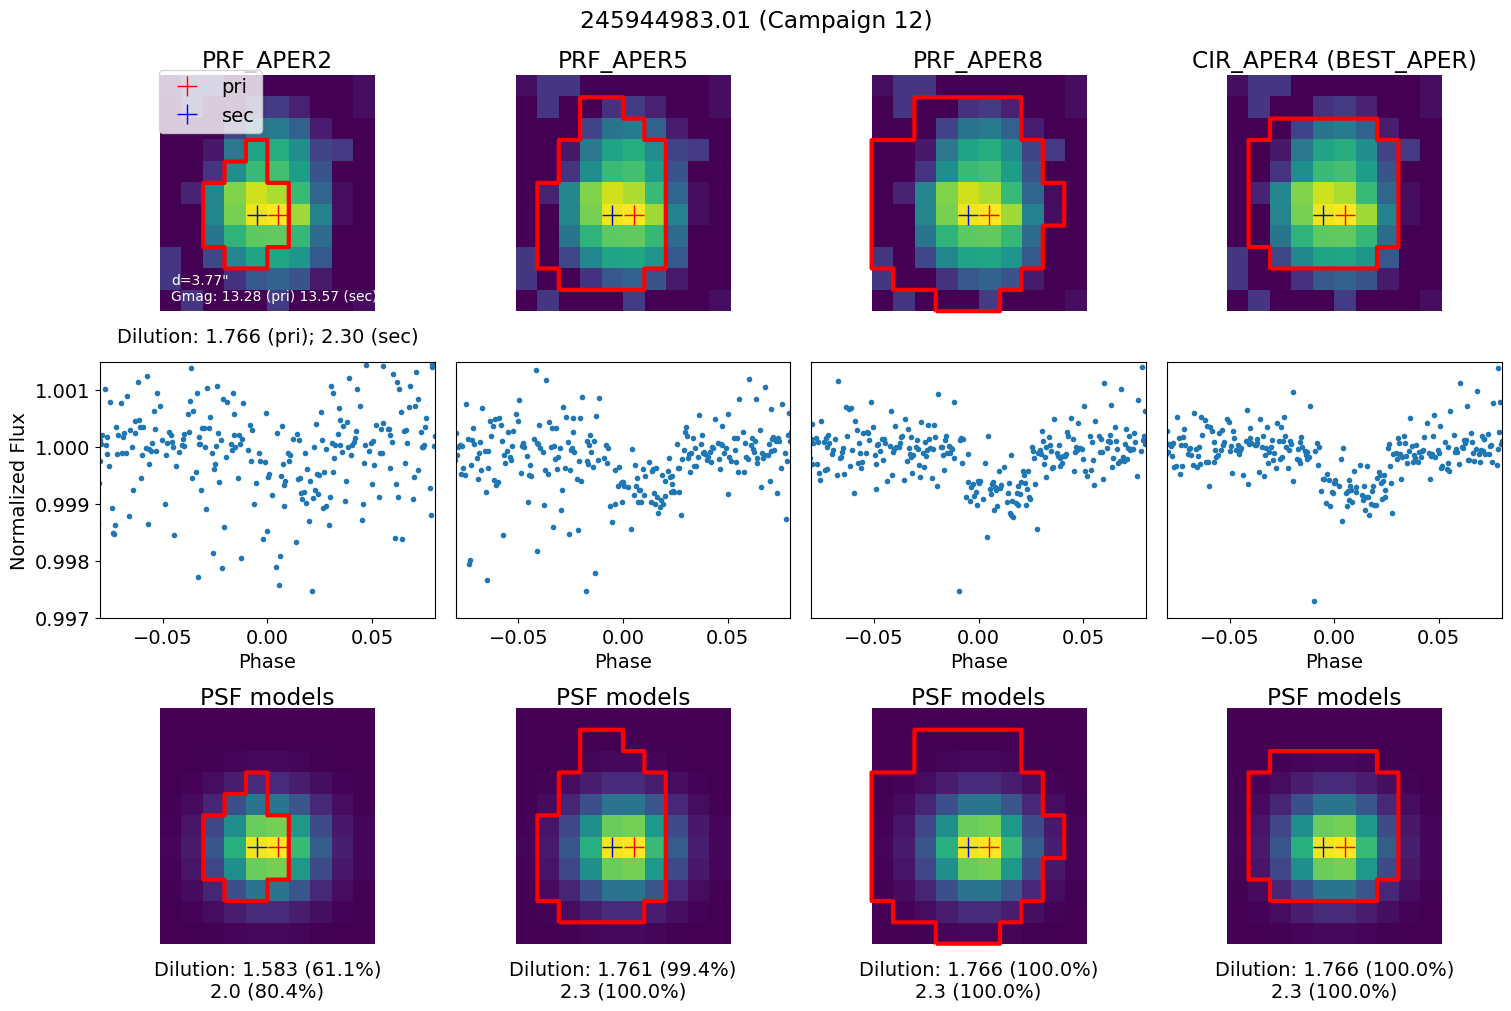 245944983.01 (Campaign 12)
PRF_APER2
PRF_APER5
PRF_APER8
CIR_APER4 (BEST_APER)
pri
sec
d=3.77"
Gmag: 13.28 (pri) 13.57 (sec)
Dilution: 1.766 (pri); 2.30 (sec)
Normalized Flux
1.001
1.000
0.999
0.998
0.997
−0.05 0.00 0.05
−0.05 0.00 0.05
−0.05 0.00 0.05
−0.05 0.00 0.05
Phase
Phase
Phase
Phase
PSF models
PSF models
PSF models
PSF models
Dilution: 1.583 (61.1%)
2.0 (80.4%)
Dilution: 1.761 (99.4%)
2.3 (100.0%)
Dilution: 1.766 (100.0%)
2.3 (100.0%)
Dilution: 1.766 (100.0%)
2.3 (100.0%)